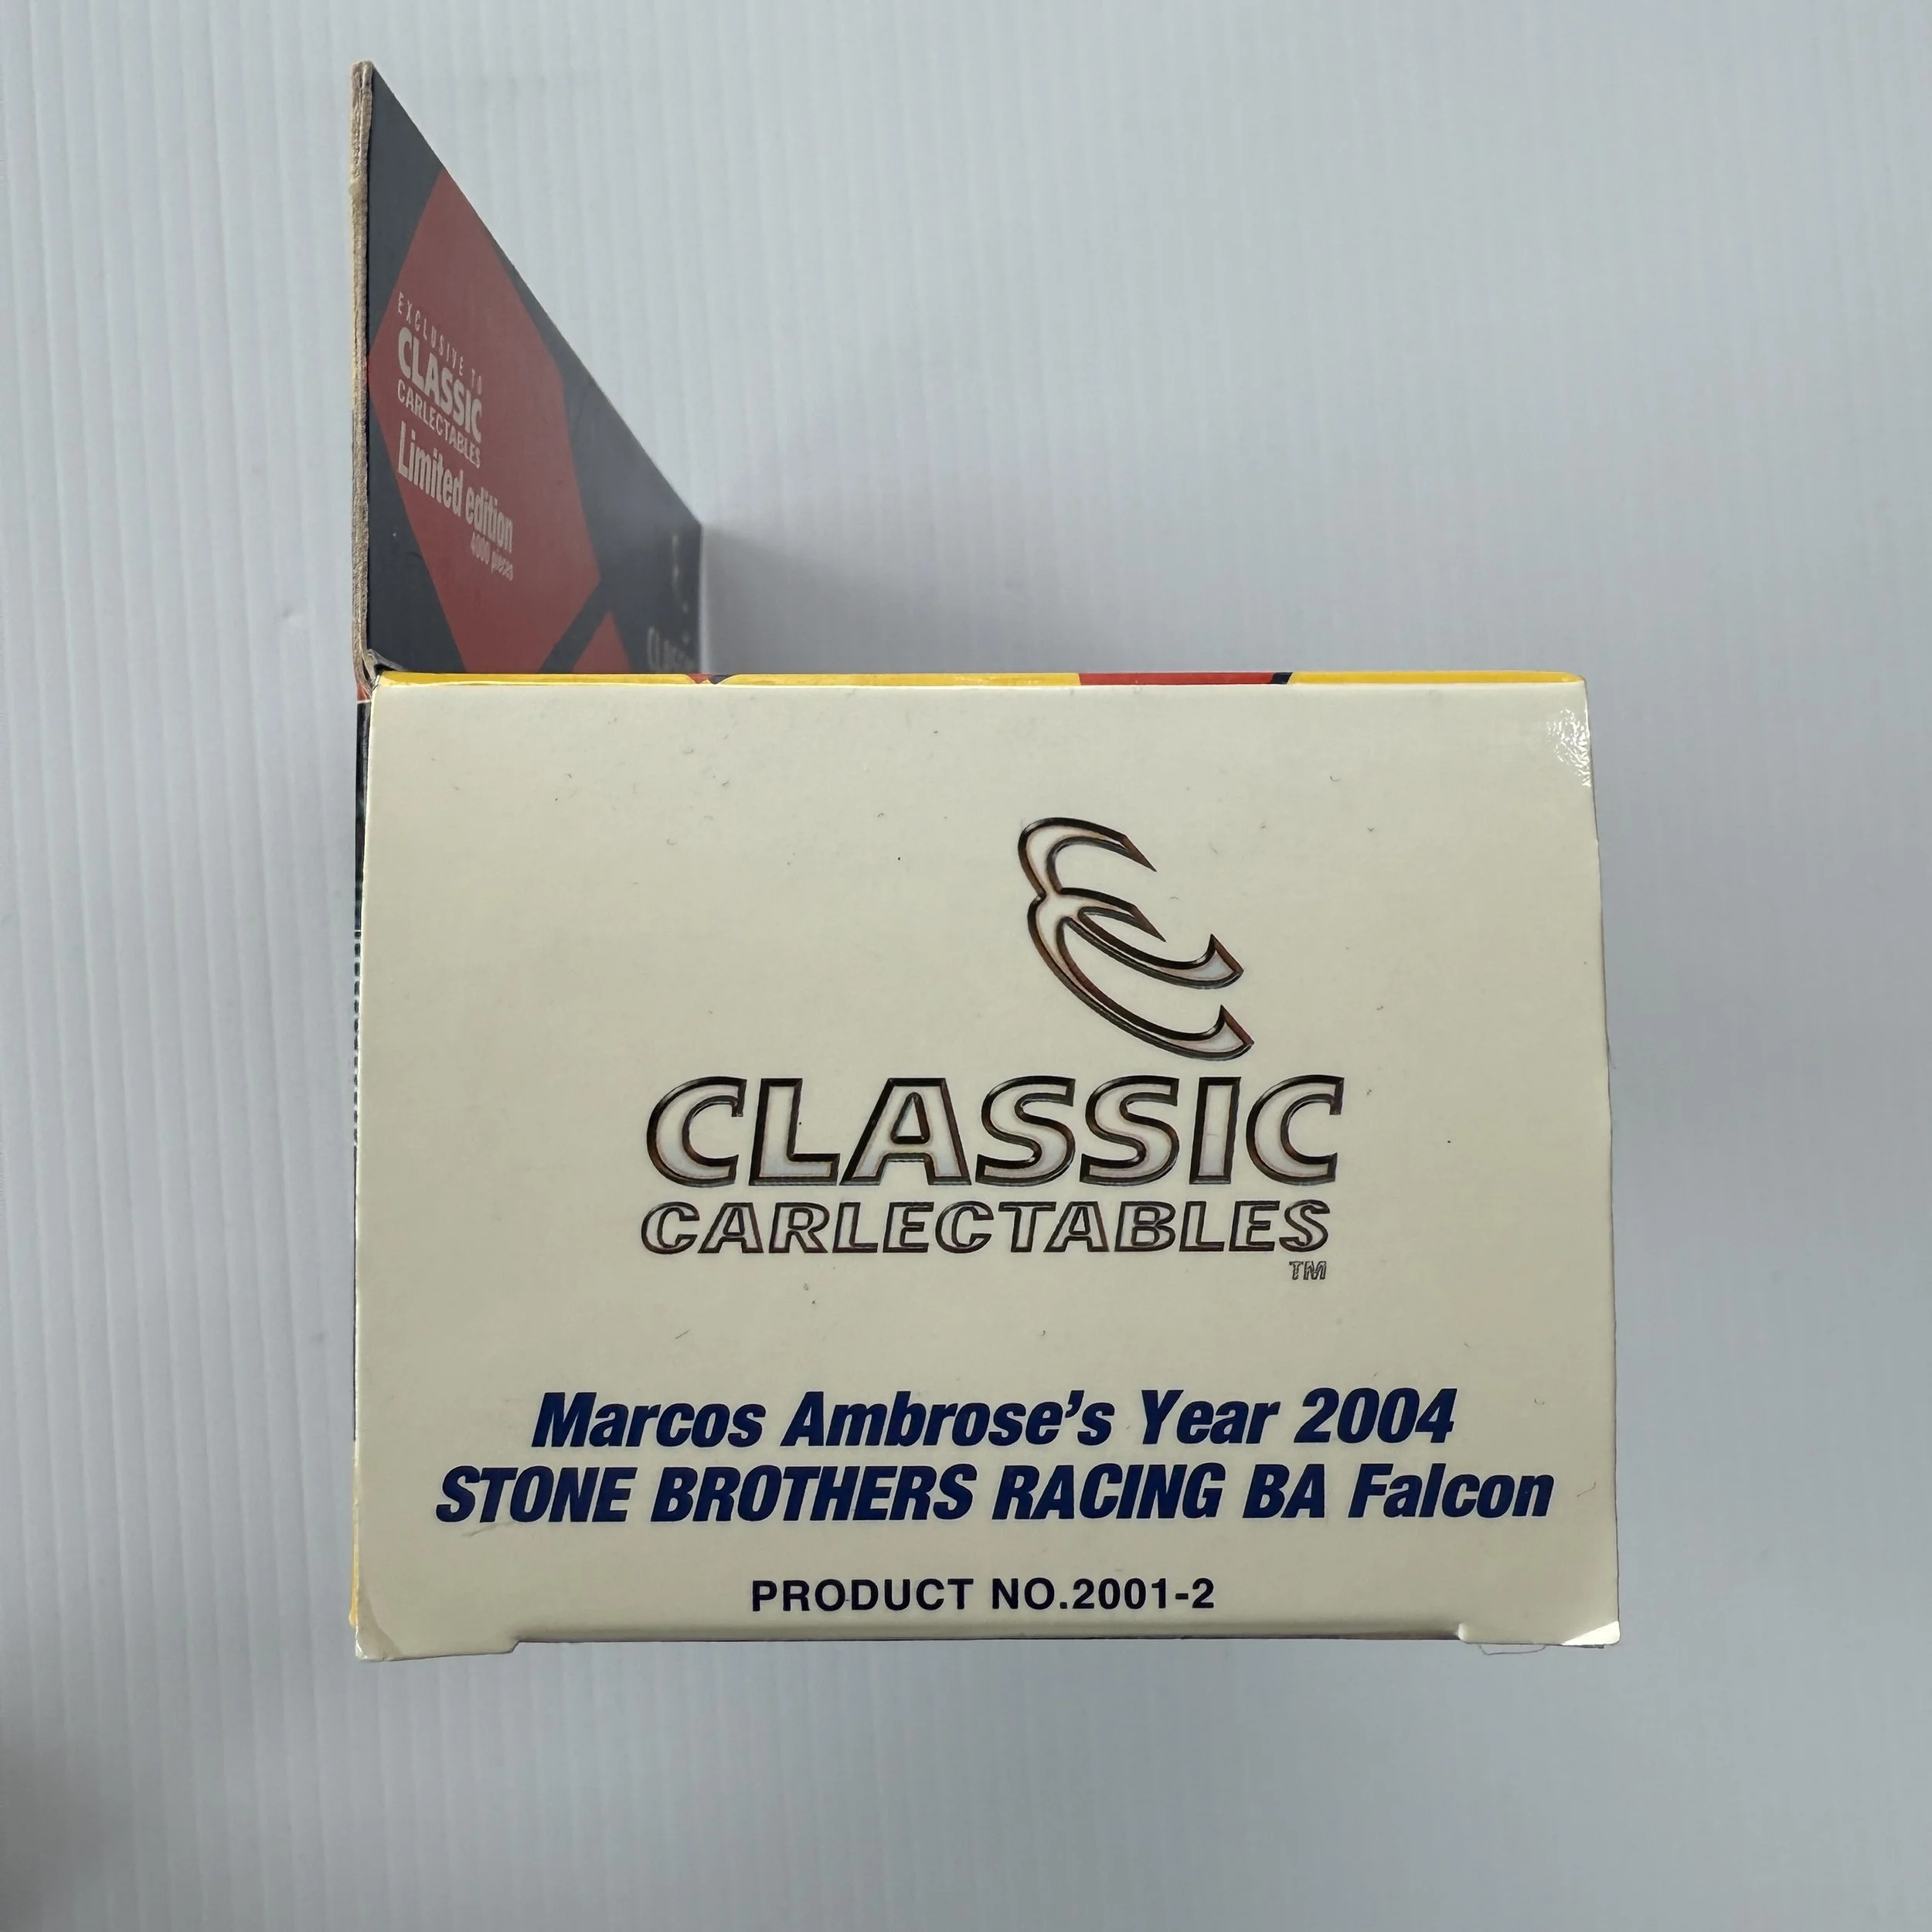 EXCLUSIVE TO
CLASSIC
CARLECTABLES
Limited edition
4000 pieces
CLASSIC
CLASSIC
CARLECTABLES
TM
Marcos Ambrose's Year 2004
STONE BROTHERS RACING BA Falcon
PRODUCT NO.2001-2